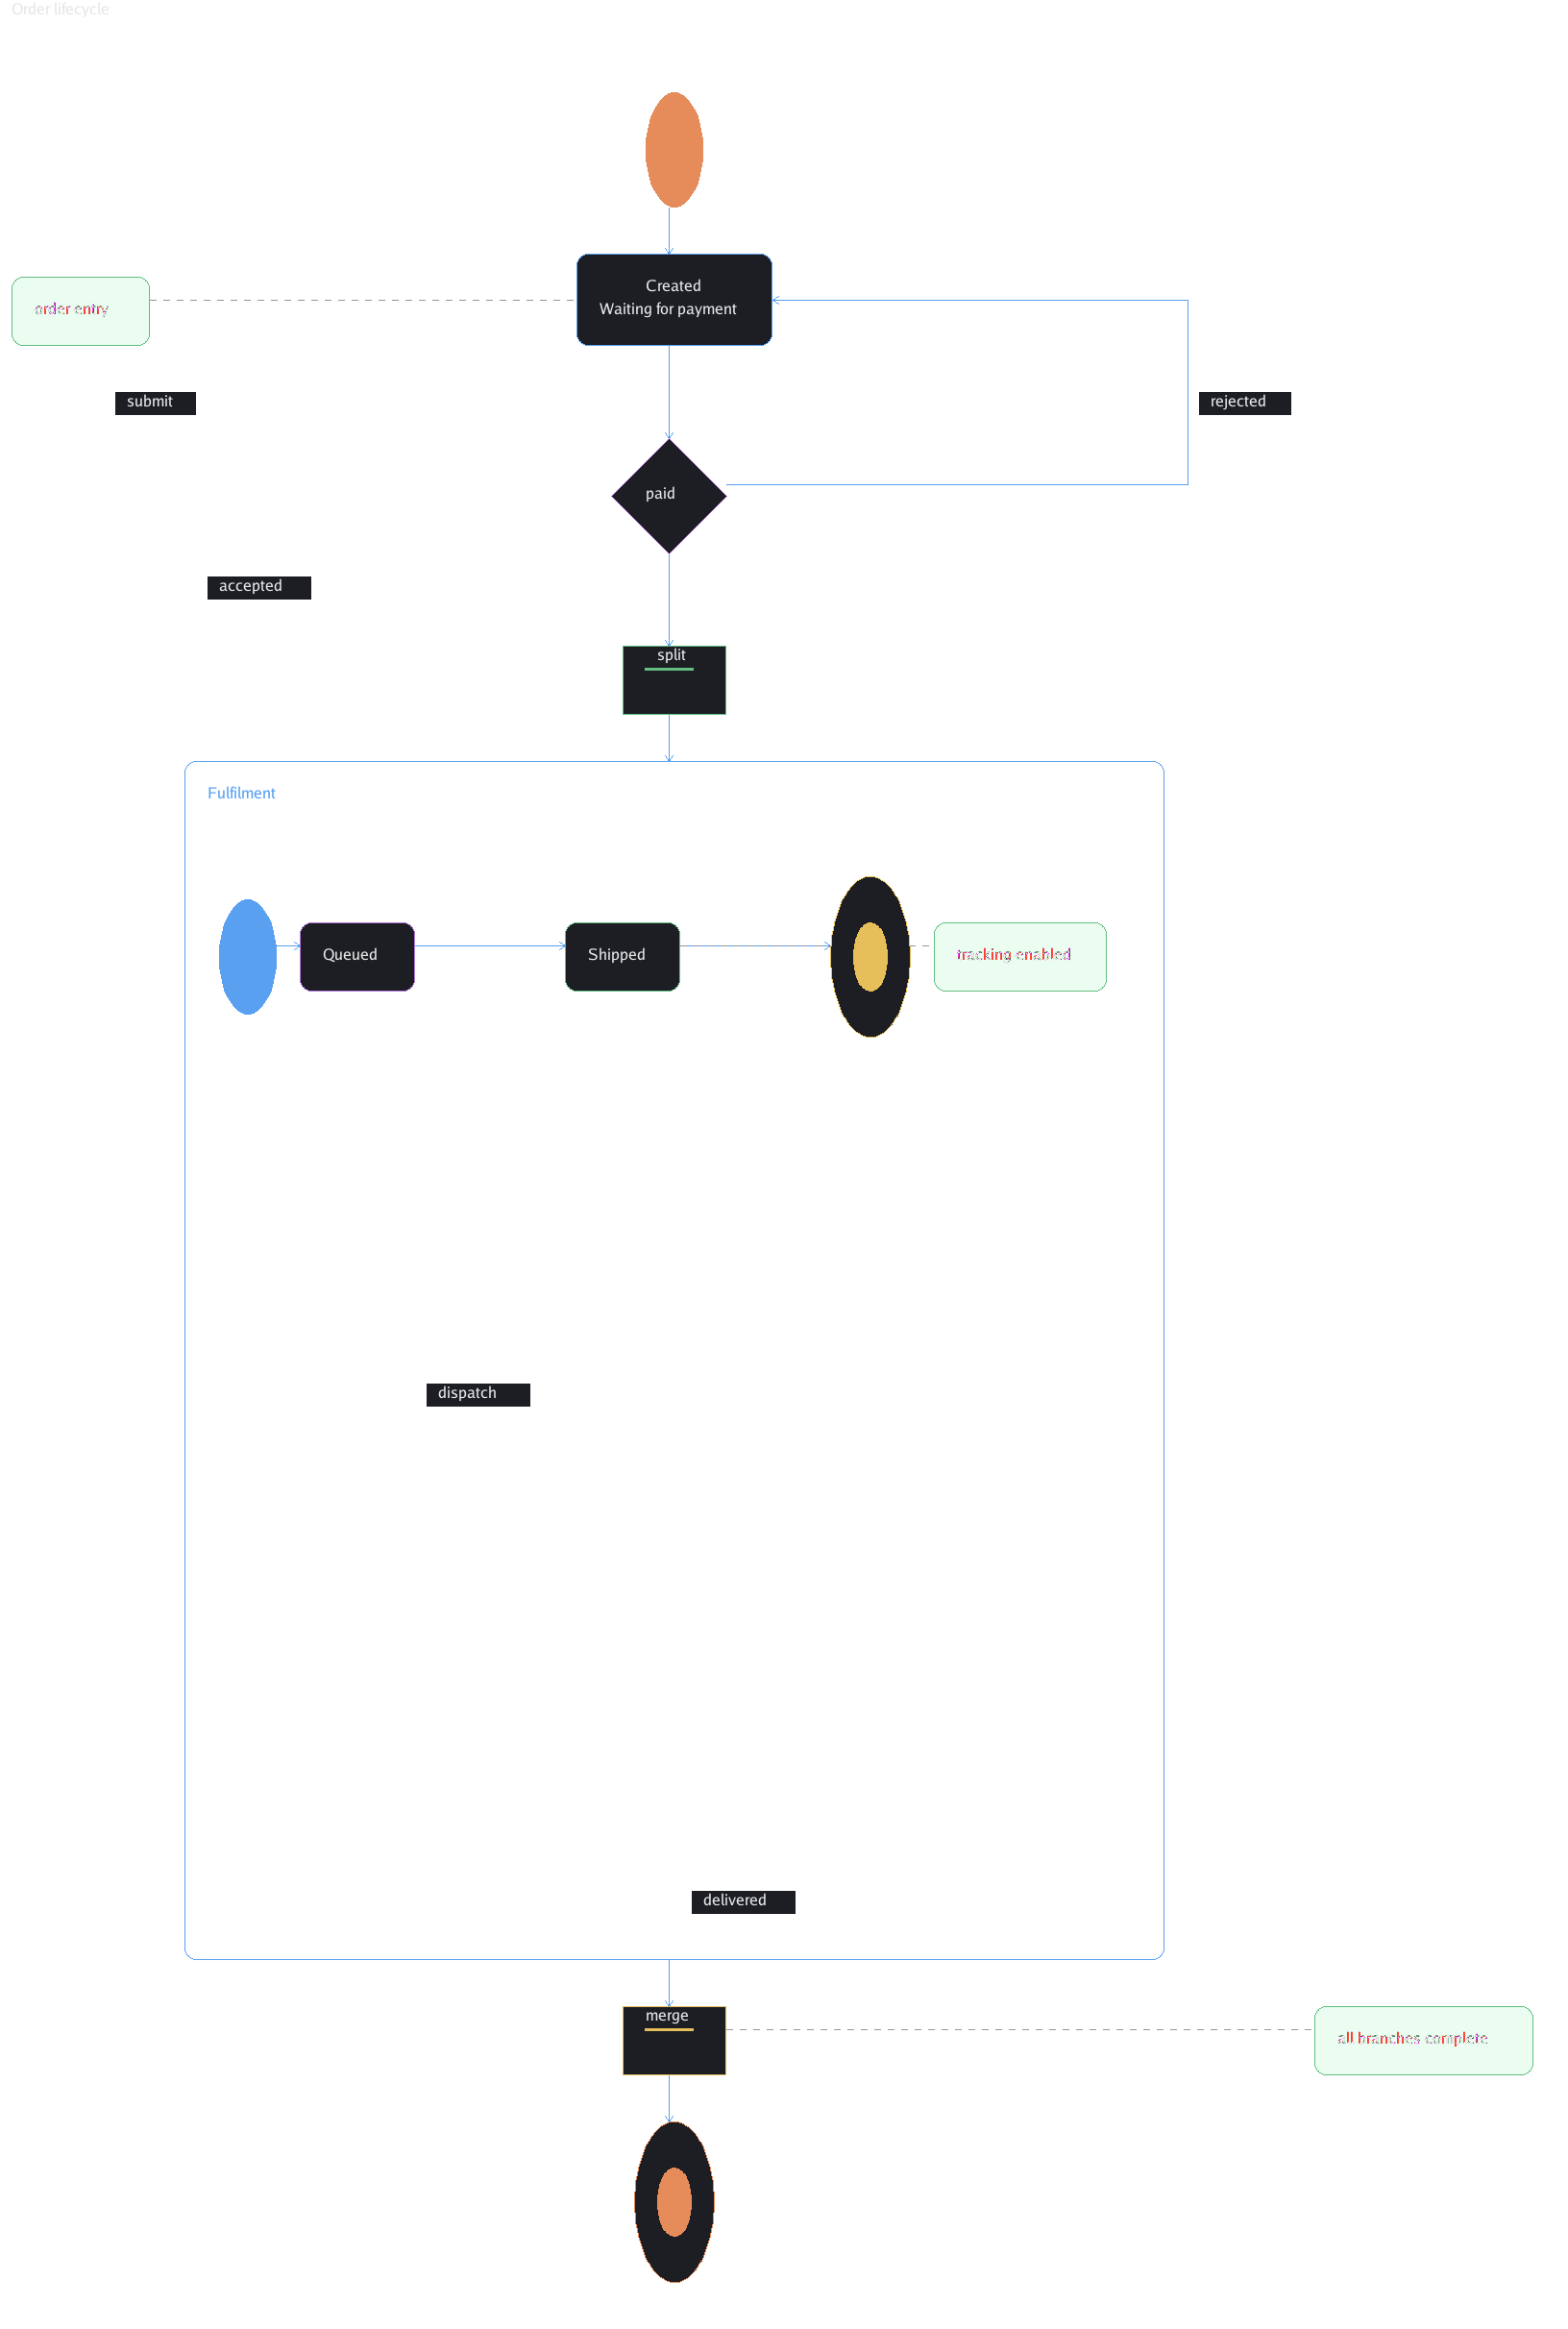 Order lifecycle
Created
Waiting for payment
order entry
submit
rejected
paid
accepted
split
Fulfilment
Queued
Shipped
tracking enabled
dispatch
delivered
merge
all branches complete